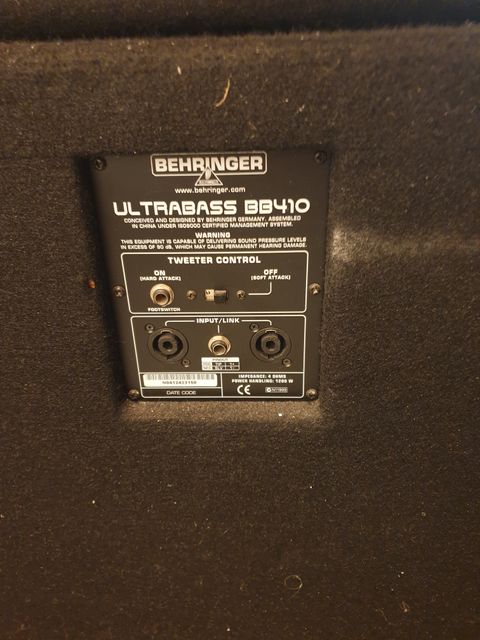 BEHRINGER
www.behringer.com
ULTRABASS BB410
CONCEIVED AND DESIGNED BY BEHRINGER GERMANY. ASSEMBLED
IN CHINA UNDER ISO9000 CERTIFIED MANAGEMENT SYSTEM.
WARNING
THIS EQUIPMENT IS CAPABLE OF DELIVERING SOUND PRESSURE LEVELS
IN EXCESS OF 90 dB, WHICH MAY CAUSE PERMANENT HEARING DAMAGE.
TWEETER CONTROL
ON
(HARD ATTACK)
OFF
(SOFT ATTACK)
FOOTSWITCH
INPUT/LINK
PINOUT
IMPEDANCE: 4 OHMS
POWER HANDLING: 1200 W
DATE CODE
CE